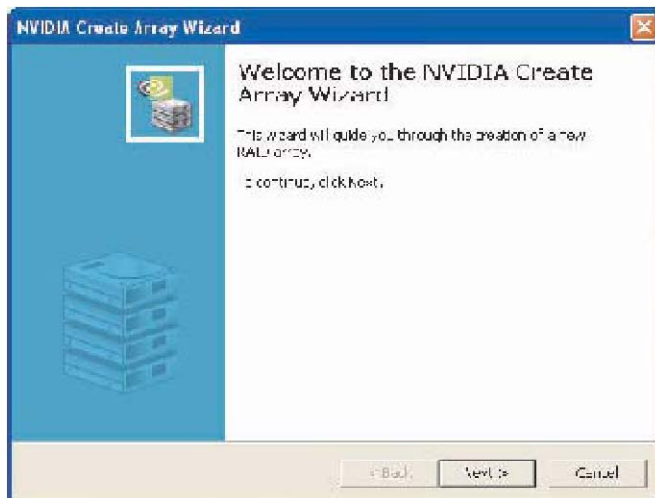 NVIDIA Create Array Wizard
Welcome to the NVIDIA Create
Array Wizard
This wizard will guide you through the creation of a new
RAID array.
To continue, click Next.
< Back
Next >
Cancel